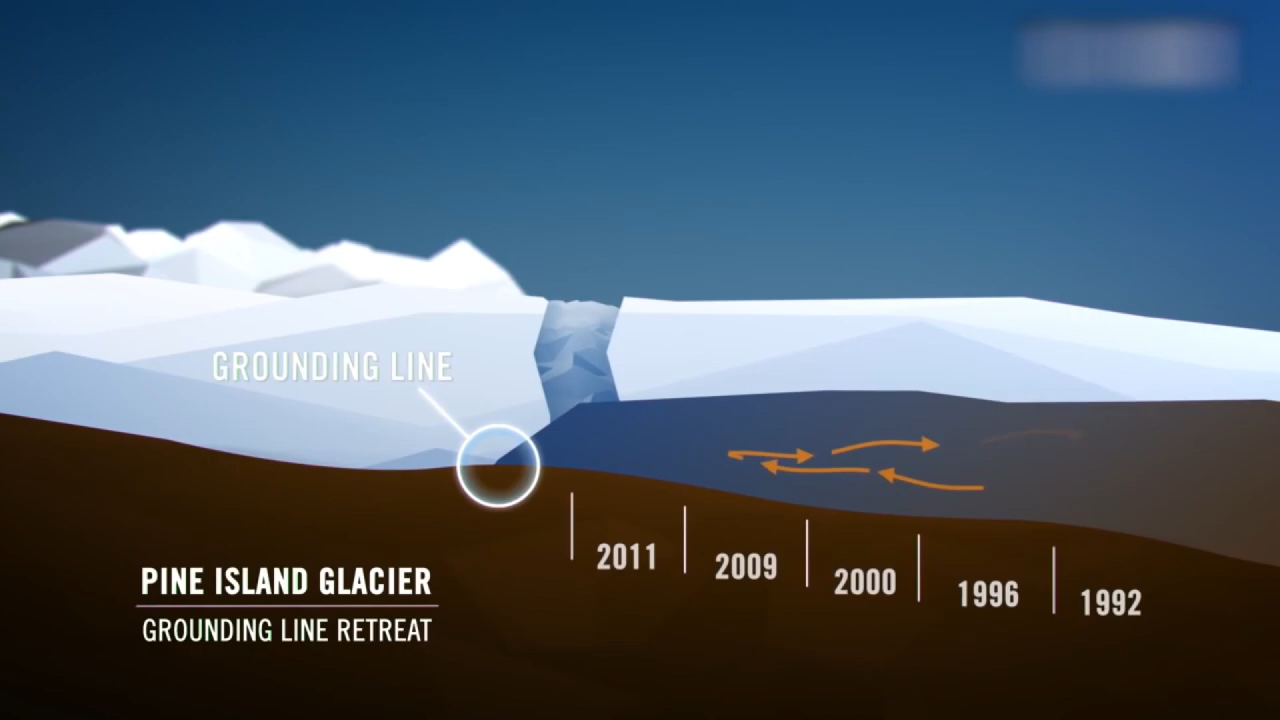 GROUNDING LINE
2011
2009
2000
1996
1992
PINE ISLAND GLACIER
GROUNDING LINE RETREAT